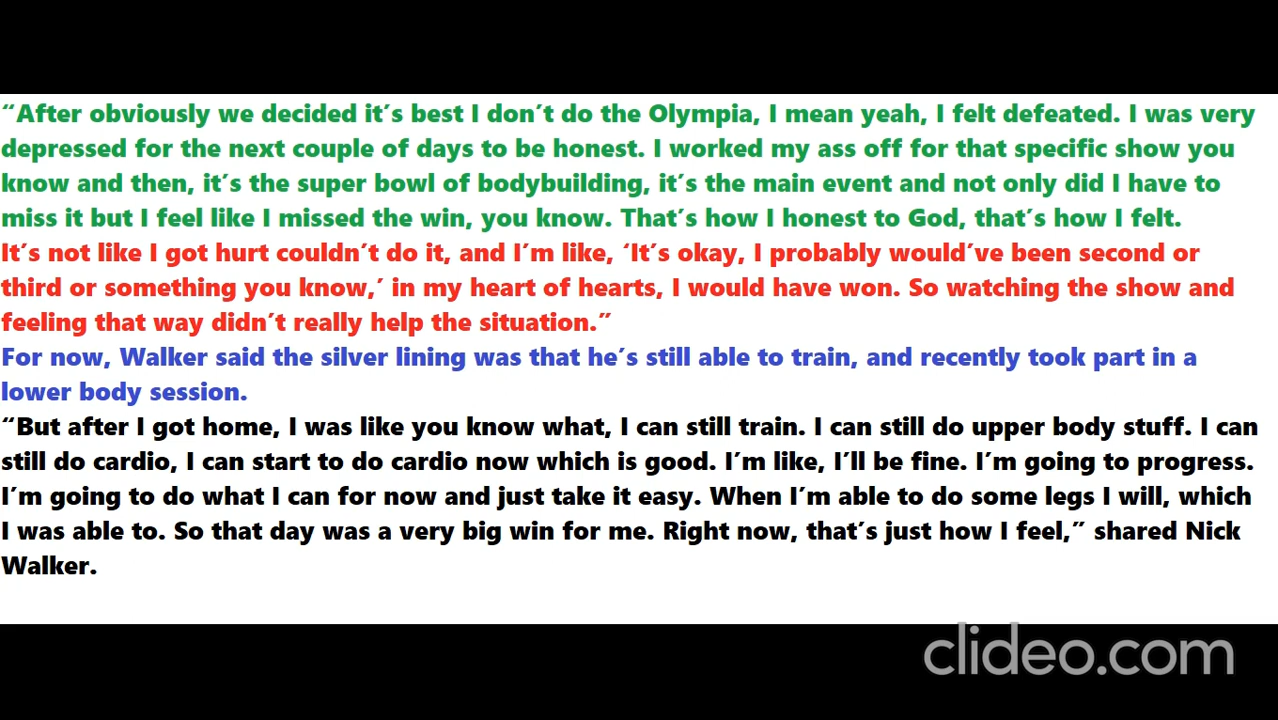 “After obviously we decided it’s best I don’t do the Olympia, I mean yeah, I felt defeated. I was very
depressed for the next couple of days to be honest. I worked my ass off for that specific show you
know and then, it’s the super bowl of bodybuilding, it’s the main event and not only did I have to
miss it but I feel like I missed the win, you know. That’s how I honest to God, that’s how I felt.
It’s not like I got hurt couldn’t do it, and I’m like, ‘It’s okay, I probably would’ve been second or
third or something you know,’ in my heart of hearts, I would have won. So watching the show and
feeling that way didn’t really help the situation.”
For now, Walker said the silver lining was that he’s still able to train, and recently took part in a
lower body session.
“But after I got home, I was like you know what, I can still train. I can still do upper body stuff. I can
still do cardio, I can start to do cardio now which is good. I’m like, I’ll be fine. I’m going to progress.
I’m going to do what I can for now and just take it easy. When I’m able to do some legs I will, which
I was able to. So that day was a very big win for me. Right now, that’s just how I feel,” shared Nick
Walker.
clideo.com